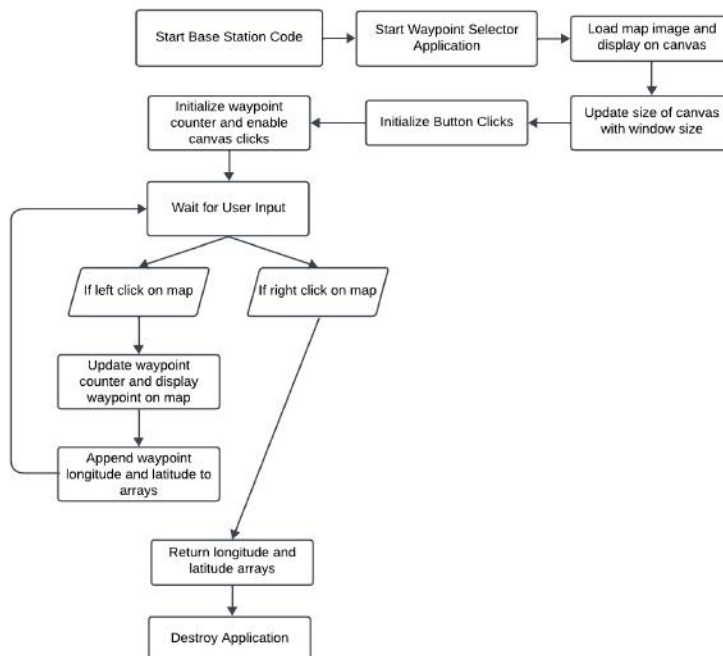 Start Base Station Code
Start Waypoint Selector
Application
Load map image and
display on canvas
Update size of canvas
with window size
Initialize Button Clicks
Initialize waypoint
counter and enable
canvas clicks
Wait for User Input
If left click on map
If right click on map
Update waypoint
counter and display
waypoint on map
Append waypoint
longitude and latitude to
arrays
Return longitude and
latitude arrays
Destroy Application